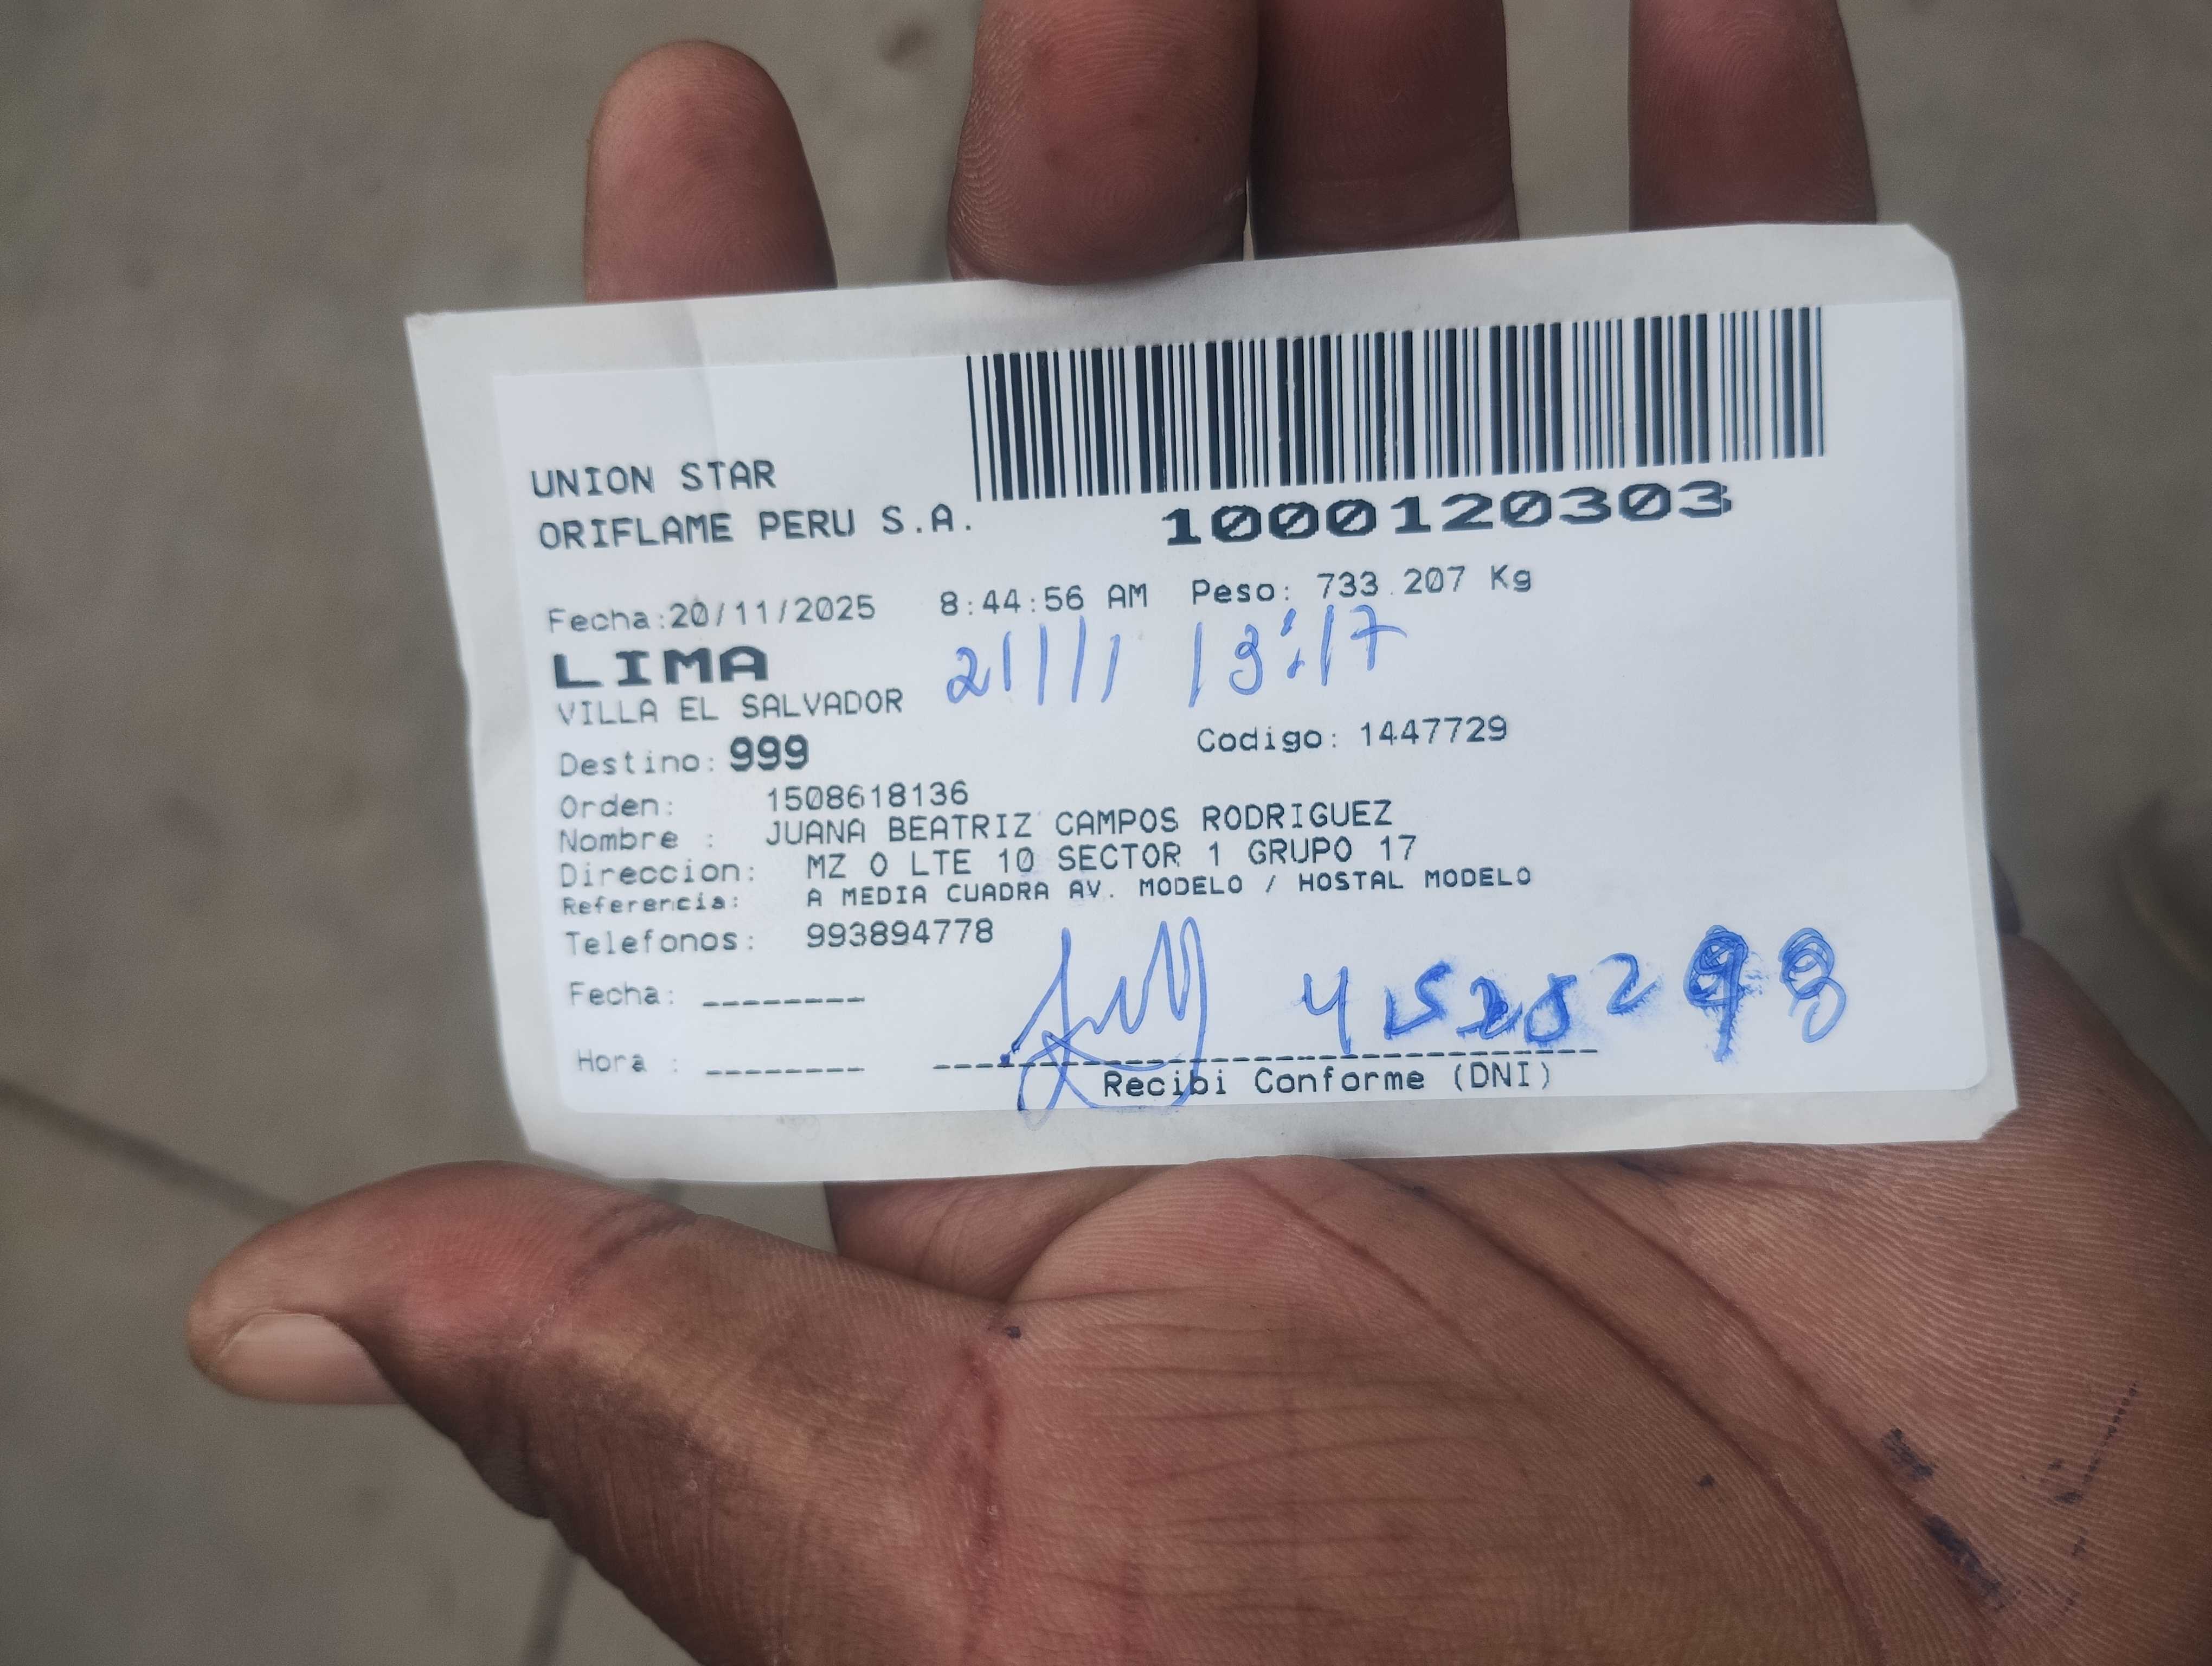 UNION STAR
ORIFLAME PERU S.A.
1000120303
Fecha:20/11/2025 8:44:56 AM Peso: 733.207 Kg
LIMA
21/11 13:17
VILLA EL SALVADOR
Destino: 999
Codigo: 1447729
Orden: 1508618136
Nombre : JUANA BEATRIZ CAMPOS RODRIGUEZ
Direccion: MZ O LTE 10 SECTOR 1 GRUPO 17
Referencia: A MEDIA CUADRA AV. MODELO / HOSTAL MODELO
Telefonos: 993894778
Fecha: --------
Hora : --------
Recibi Conforme (DNI)